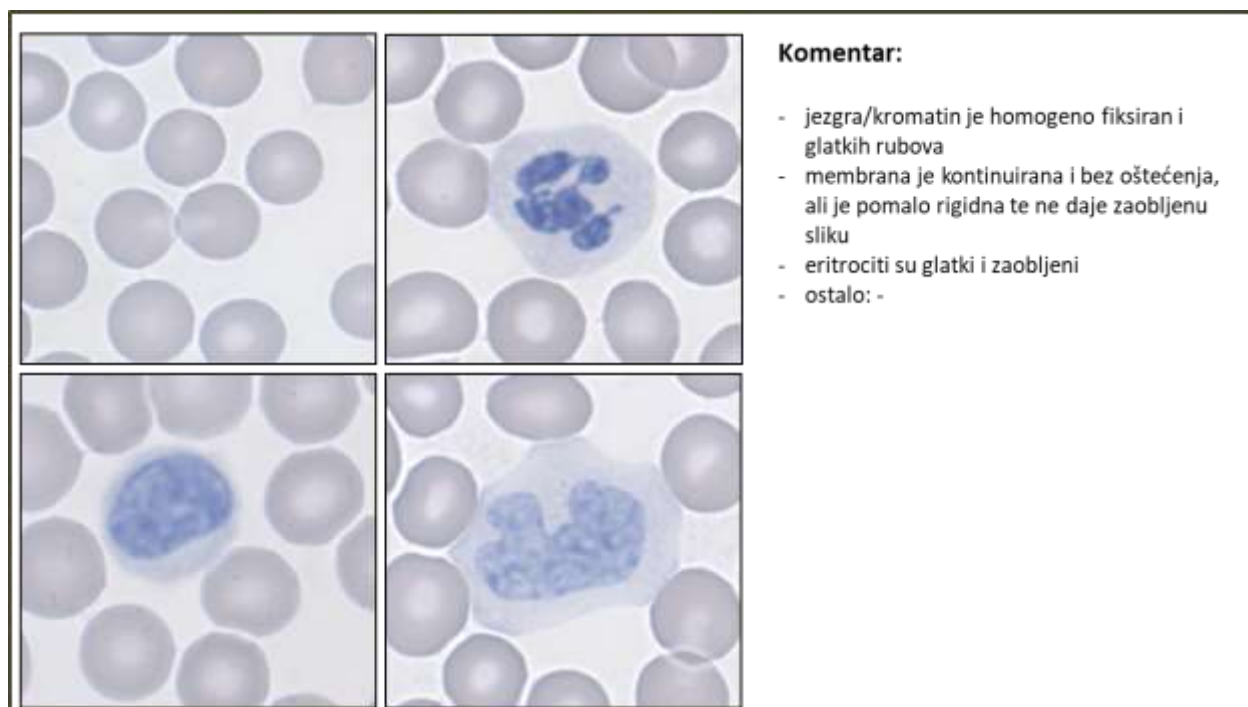 Komentar:
- jezgra/kromatin je homogeno fiksiran i
glatkih rubova
- membrana je kontinuirana i bez oštećenja,
ali je pomalo rigidna te ne daje zaobljenu
sliku
- eritrociti su glatki i zaobljeni
- ostalo: -